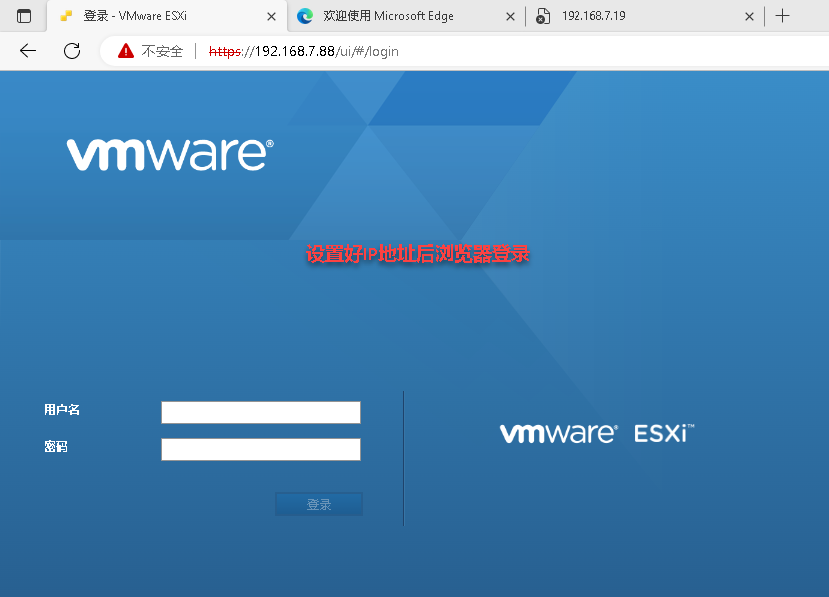 登录 - VMware ESXi
欢迎使用 Microsoft Edge
192.168.7.19
不安全
https://192.168.7.88/ui/#/login
vmware®
设置好IP地址后浏览器登录
用户名
密码
登录
vmware® ESXi™